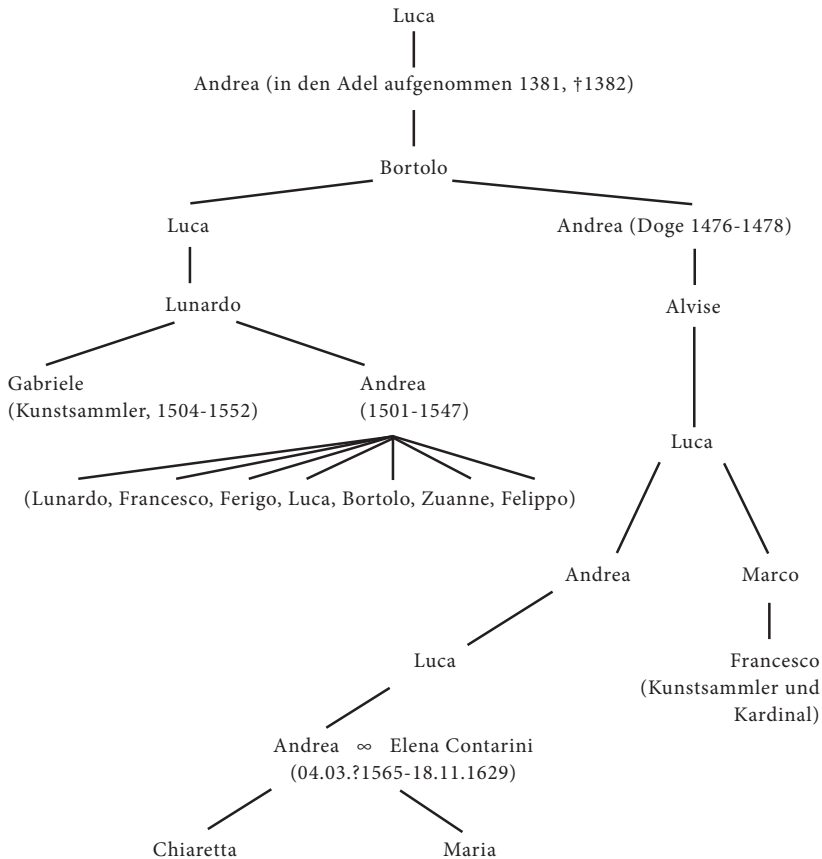 Luca
Andrea (in den Adel aufgenommen 1381, †1382)
Bortolo
Luca
Andrea (Doge 1476-1478)
Lunardo
Alvise
Gabriele
(Kunstsammler, 1504-1552)
Andrea
(1501-1547)
Luca
(Lunardo, Francesco, Ferigo, Luca, Bortolo, Zuanne, Felippo)
Andrea
Marco
Luca
Francesco
(Kunstsammler und
Kardinal)
Andrea ∞ Elena Contarini
(04.03.?1565-18.11.1629)
Chiaretta
Maria